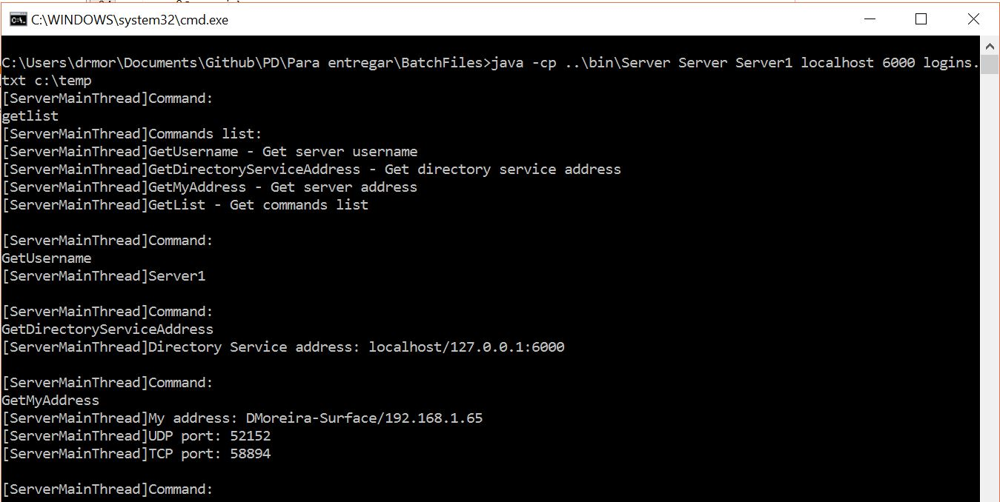 C:\WINDOWS\system32\cmd.exe
C:\Users\drmor\Documents\Github\PD\Para entregar\BatchFiles>java -cp ..\bin\Server Server Server1 localhost 6000 logins.
txt c:\temp
[ServerMainThread]Command:
getlist
[ServerMainThread]Commands list:
[ServerMainThread]GetUsername - Get server username
[ServerMainThread]GetDirectoryServiceAddress - Get directory service address
[ServerMainThread]GetMyAddress - Get server address
[ServerMainThread]GetList - Get commands list
[ServerMainThread]Command:
GetUsername
[ServerMainThread]Server1
[ServerMainThread]Command:
GetDirectoryServiceAddress
[ServerMainThread]Directory Service address: localhost/127.0.0.1:6000
[ServerMainThread]Command:
GetMyAddress
[ServerMainThread]My address: DMoreira-Surface/192.168.1.65
[ServerMainThread]UDP port: 52152
[ServerMainThread]TCP port: 58894
[ServerMainThread]Command: